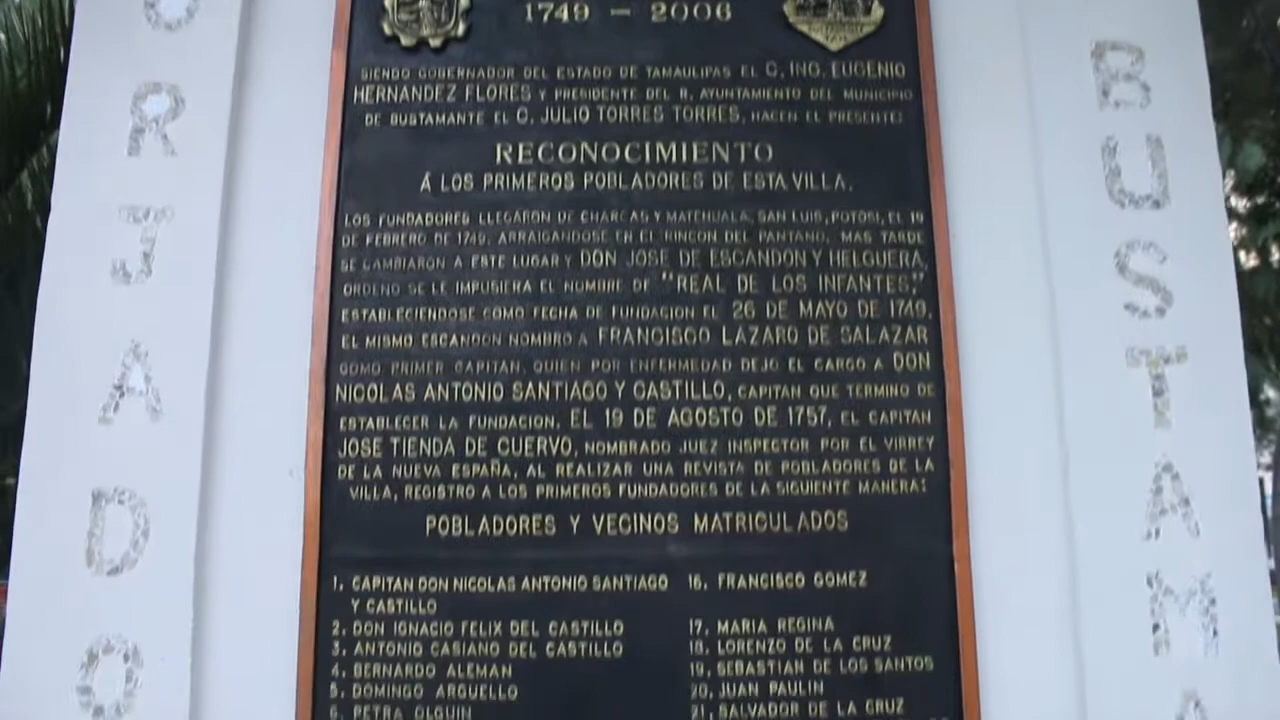 1749 - 2006
SIENDO GOBERNADOR DEL ESTADO DE TAMAULIPAS EL C. ING. EUGENIO
HERNANDEZ FLORES Y PRESIDENTE DEL R. AYUNTAMIENTO DEL MUNICIPIO
DE BUSTAMANTE EL C. JULIO TORRES TORRES, HACEN EL PRESENTE:
RECONOCIMIENTO
Á LOS PRIMEROS POBLADORES DE ESTA VILLA.
LOS FUNDADORES LLEGARON DE CHARCAS Y MATEHUALA, SAN LUIS, POTOSI, EL 18
DE FEBRERO DE 1749, ARRAIGANDOSE EN EL RINCON DEL PANTANO, MAS TARDE
SE CAMBIARON A ESTE LUGAR Y DON JOSE DE ESCANDON Y HELGUERA,
ORDENO SE LE IMPUSIERA EL NOMBRE DE "REAL DE LOS INFANTES,"
ESTABLECIENDOSE COMO FECHA DE FUNDACION EL 26 DE MAYO DE 1749.
EL MISMO ESCANDON NOMBRO A FRANCISCO LAZARO DE SALAZAR
COMO PRIMER CAPITAN, QUIEN POR ENFERMEDAD DEJO EL CARGO A DON
NICOLAS ANTONIO SANTIAGO Y CASTILLO, CAPITAN QUE TERMINO DE
ESTABLECER LA FUNDACION. EL 19 DE AGOSTO DE 1757, EL CAPITAN
JOSE TIENDA DE CUERVO, NOMBRADO JUEZ INSPECTOR POR EL VIRREY
DE LA NUEVA ESPAÑA, AL REALIZAR UNA REVISTA DE POBLADORES DE LA
VILLA, REGISTRO A LOS PRIMEROS FUNDADORES DE LA SIGUIENTE MANERA:
POBLADORES Y VECINOS MATRICULADOS
1. CAPITAN DON NICOLAS ANTONIO SANTIAGO
Y CASTILLO
2. DON IGNACIO FELIX DEL CASTILLO
3. ANTONIO CASIANO DEL CASTILLO
4. BERNARDO ALEMAN
5. DOMINGO ARGUELLO
6. PETRA OLGUIN
16. FRANCISCO GOMEZ
17. MARIA REGINA
18. LORENZO DE LA CRUZ
19. SEBASTIAN DE LOS SANTOS
20. JUAN PAULIN
21. SALVADOR DE LA CRUZ
O
R
J
A
D
O
B
U
S
T
A
M
A